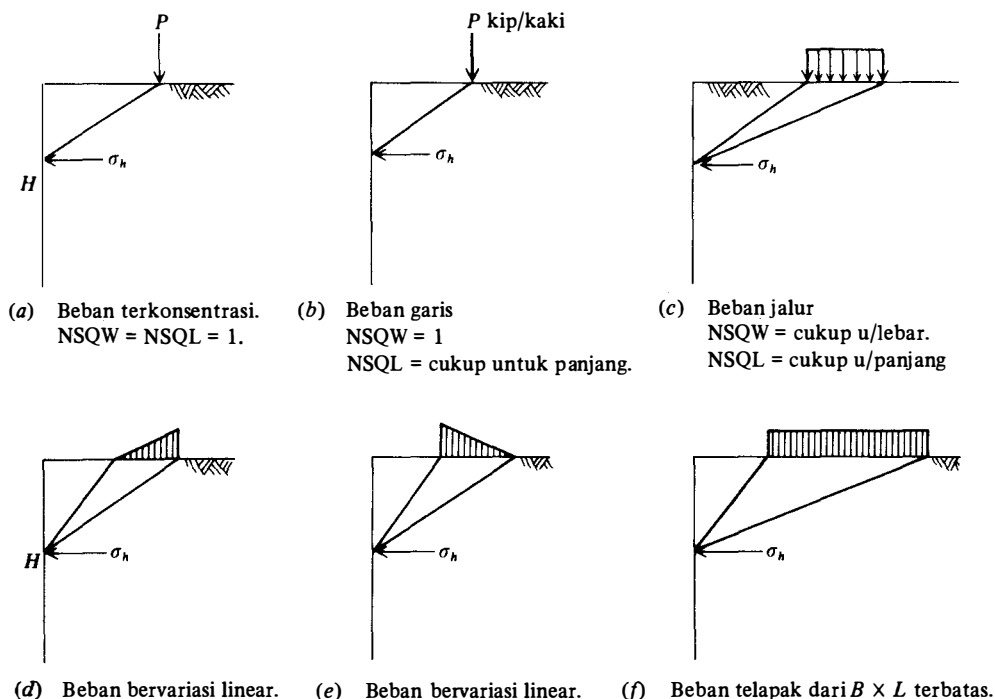 P
P kip/kaki
σh
σh
σh
H
(a) Beban terkonsentrasi.
NSQW = NSQL = 1.
(b) Beban garis
NSQW = 1
NSQL = cukup untuk panjang.
(c) Beban jalur
NSQW = cukup u/lebar.
NSQL = cukup u/panjang
σh
σh
σh
H
(d) Beban bervariasi linear.
(e) Beban bervariasi linear.
(f) Beban telapak dari B × L terbatas.